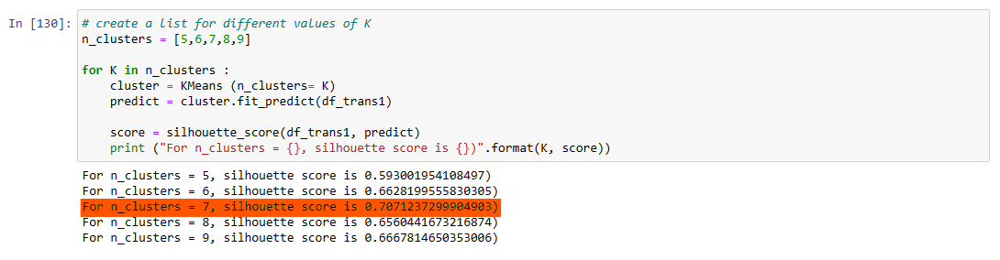 In [130]: # create a list for different values of K
n_clusters = [5,6,7,8,9]
for K in n_clusters :
cluster = KMeans (n_clusters= K)
predict = cluster.fit_predict(df_trans1)
score = silhouette_score(df_trans1, predict)
print ("For n_clusters = {}, silhouette score is {})".format(K, score))
For n_clusters = 5, silhouette score is 0.593001954108497)
For n_clusters = 6, silhouette score is 0.6628199555830305)
For n_clusters = 7, silhouette score is 0.7071237299904903)
For n_clusters = 8, silhouette score is 0.6560441673216874)
For n_clusters = 9, silhouette score is 0.6667814650353006)